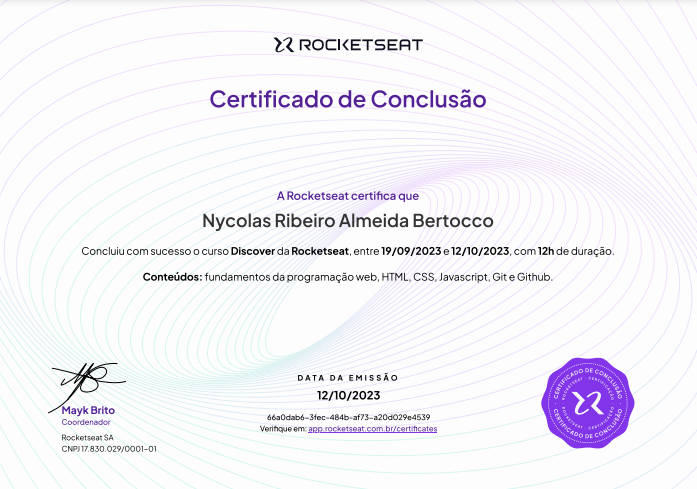 ROCKETSEAT
Certificado de Conclusão
A Rocketseat certifica que
Nycolas Ribeiro Almeida Bertocco
Concluiu com sucesso o curso Discover da Rocketseat, entre 19/09/2023 e 12/10/2023, com 12h de duração.
Conteúdos: fundamentos da programação web, HTML, CSS, Javascript, Git e Github.
Mayk Brito
Coordenador
Rocketseat SA
CNPJ 17.830.029/0001-01
DATA DA EMISSÃO
12/10/2023
66a0dab6-3fec-484b-af73-a20d029e4539
Verifique em: app.rocketseat.com.br/certificates
CERTIFICADO DE CONCLUSÃO
ROCKETSEAT - CERTIFICAÇÃO
ROCKETSEAT - CERTIFICAÇÃO
CERTIFICADO DE CONCLUSÃO